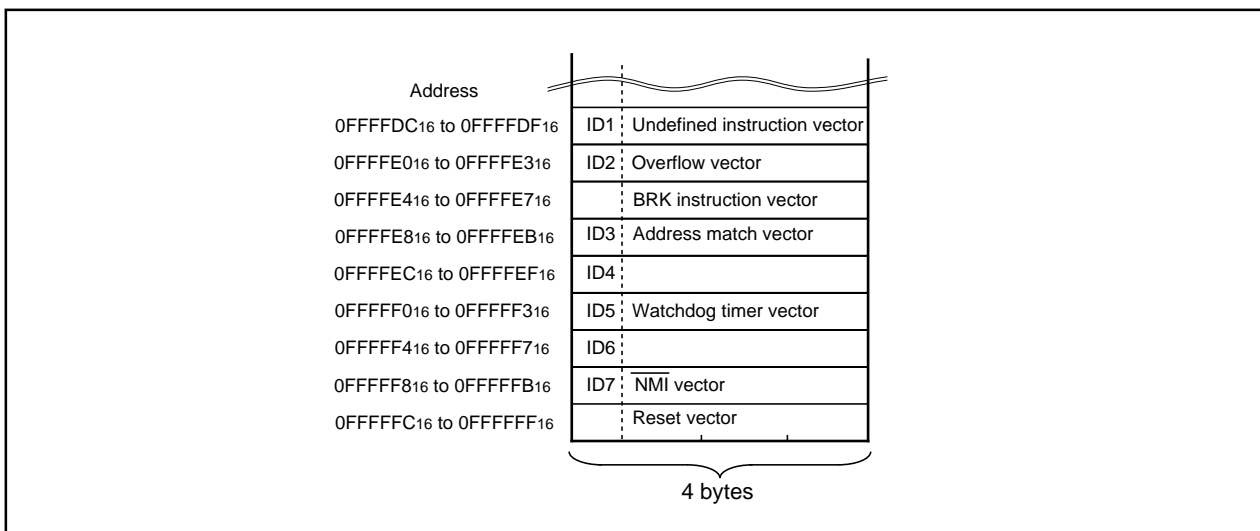 Address
0FFFFDC16 to 0FFFFDF16 ID1 Undefined instruction vector
0FFFFE016 to 0FFFFE316 ID2 Overflow vector
0FFFFE416 to 0FFFFE716 BRK instruction vector
0FFFFE816 to 0FFFFEB16 ID3 Address match vector
0FFFFEC16 to 0FFFFEF16 ID4
0FFFFF016 to 0FFFFF316 ID5 Watchdog timer vector
0FFFFF416 to 0FFFFF716 ID6
0FFFFF816 to 0FFFFFB16 ID7 N̅M̅I̅ vector
0FFFFFC16 to 0FFFFFF16 Reset vector
4 bytes